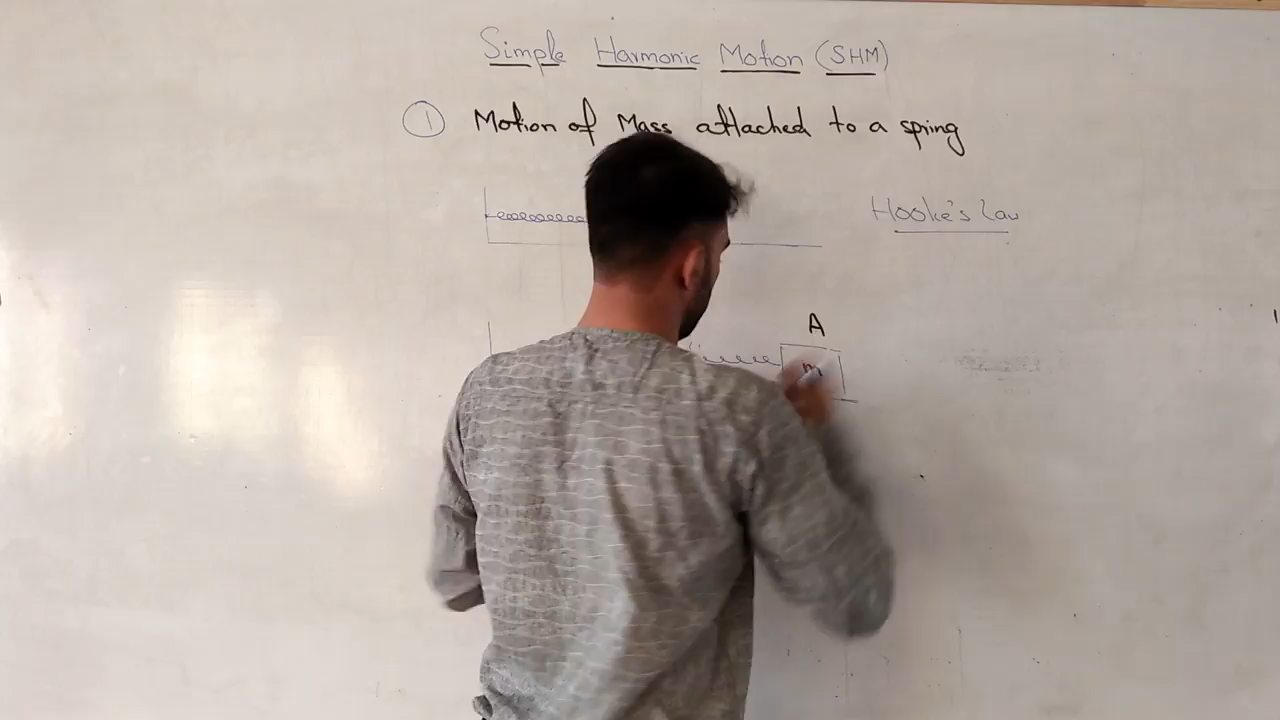 Simple Harmonic Motion (SHM)
1 Motion of Mass attached to a spring
Hooke's Law
A
m